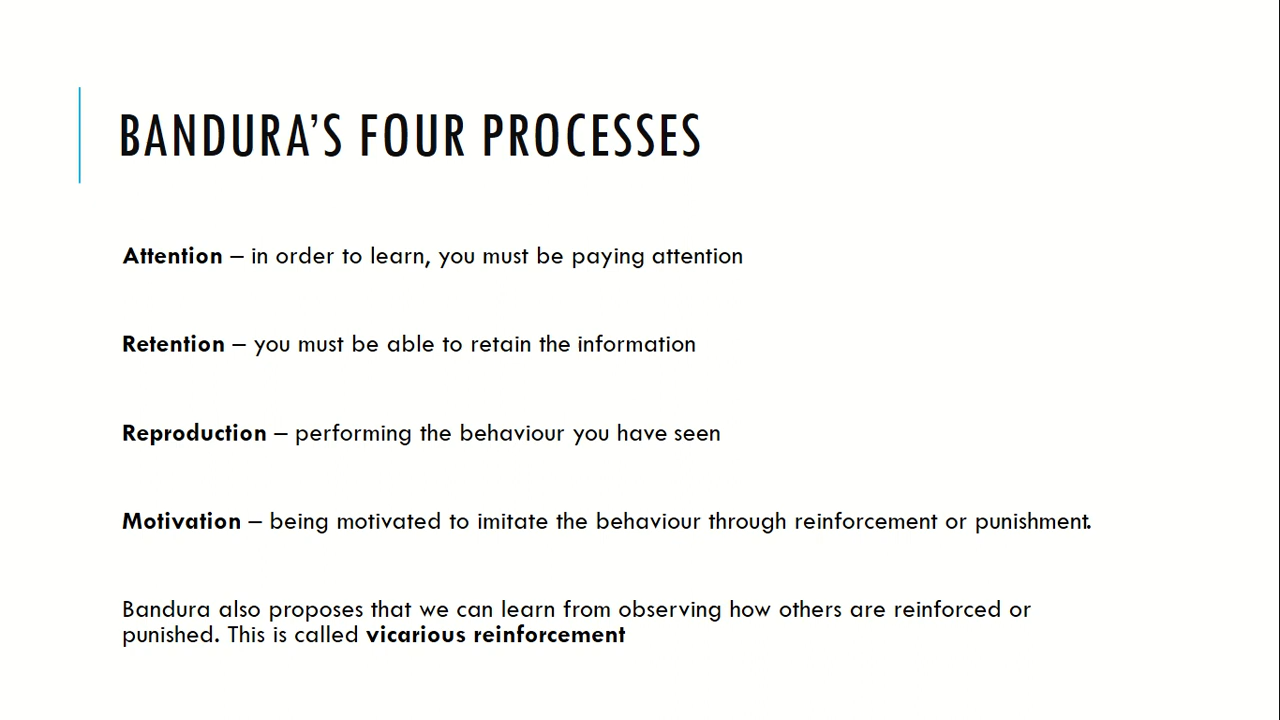 BANDURA’S FOUR PROCESSES
Attention – in order to learn, you must be paying attention
Retention – you must be able to retain the information
Reproduction – performing the behaviour you have seen
Motivation – being motivated to imitate the behaviour through reinforcement or punishment.
Bandura also proposes that we can learn from observing how others are reinforced or
punished. This is called vicarious reinforcement